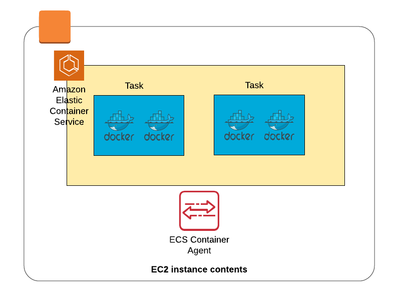 Amazon
Elastic
Container
Service
Task
Task
docker
docker
docker
docker
ECS Container
Agent
EC2 instance contents